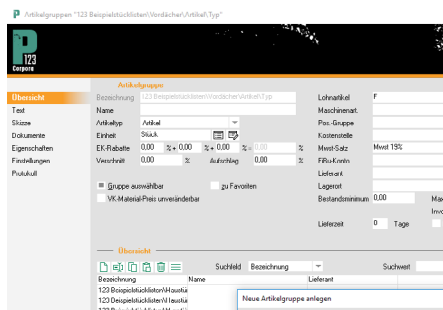 Artikelgruppen "123 Beispielstücklisten\Vordächer\Artikel\Typ"
P
123
Corpora
Übersicht
Text
Skizze
Dokumente
Eigenschaften
Einstellungen
Protokoll
Artikelgruppe
Bezeichnung 123 Beispielstücklisten\Vordächer\Artikel\Typ
Name
Artikeltyp Artikel
Einheit Stück
EK-Rabatte 0,00 % + 0,00 % + 0,00 %
Verschnitt 0,00 % Aufschlag 0,00 %
Gruppe auswählbar zu Favoriten
VK-Material-Preis unveränderbar
Lohnartikel F
Maschinenart.
Pos.-Gruppe
Kostenstelle
Mwst-Satz Mwst 19%
FiBu-Konto
Lieferant
Lagerort
Bestandsminimum 0,00 Max
Lieferzeit 0 Tage
Übersicht
Suchfeld Bezeichnung Suchwert
Bezeichnung Name Lieferant
123 Beispielstücklisten\Haustür
123 Beispielstücklisten\Haustür
Neue Artikelgruppe anlegen